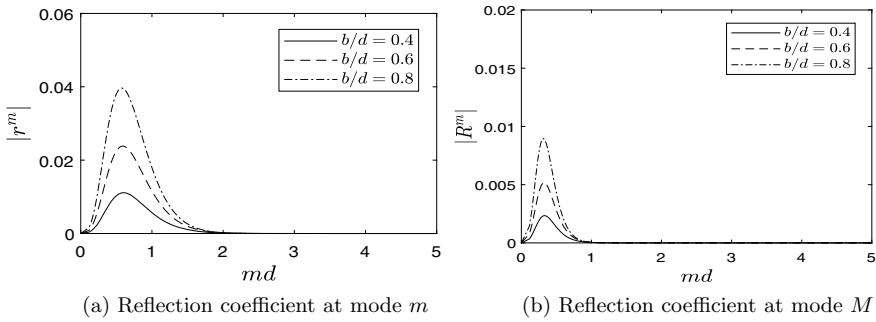 0.06
0.04
0.02
0
0 1 2 3 4 5
|r^m|
md
b/d = 0.4
b/d = 0.6
b/d = 0.8
(a) Reflection coefficient at mode m
0.02
0.015
0.01
0.005
0
0 1 2 3 4 5
|R^m|
md
b/d = 0.4
b/d = 0.6
b/d = 0.8
(b) Reflection coefficient at mode M